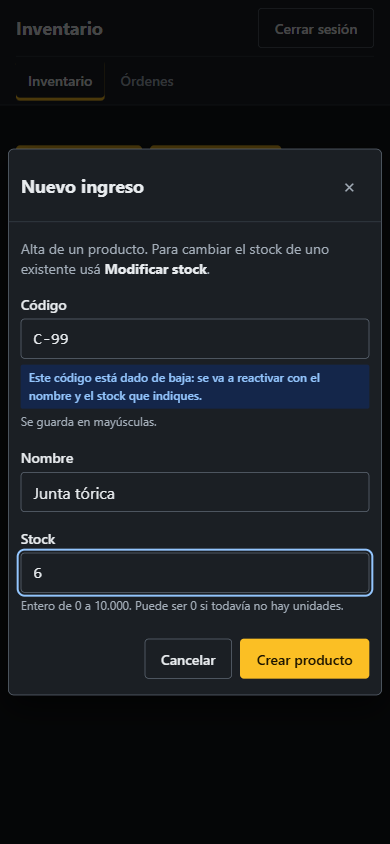 Inventario
Cerrar sesión
Inventario
Órdenes
Nuevo ingreso
×
Alta de un producto. Para cambiar el stock de uno
existente usá Modificar stock.
Código
C-99
Este código está dado de baja: se va a reactivar con el
nombre y el stock que indiques.
Se guarda en mayúsculas.
Nombre
Junta tórica
Stock
6
Entero de 0 a 10.000. Puede ser 0 si todavía no hay unidades.
Cancelar
Crear producto